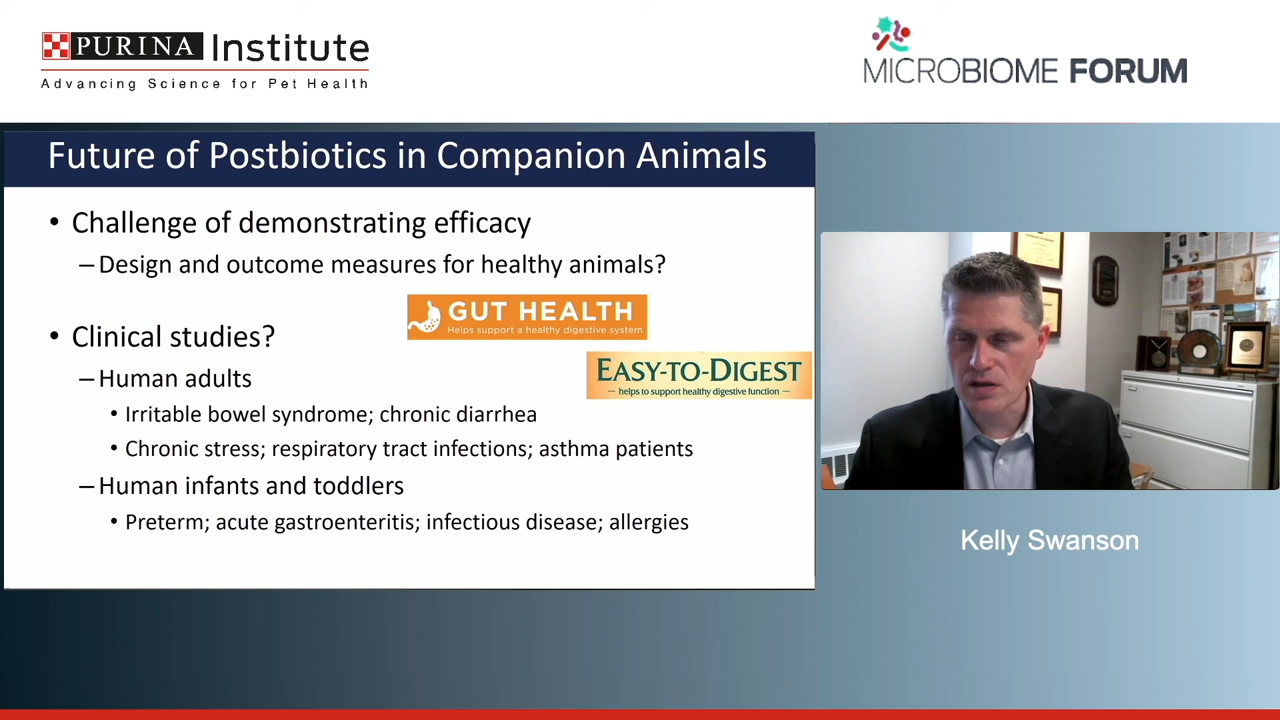 PURINA Institute
Advancing Science for Pet Health
MICROBIOME FORUM
Future of Postbiotics in Companion Animals
• Challenge of demonstrating efficacy
– Design and outcome measures for healthy animals?
GUT HEALTH
Helps support a healthy digestive system
• Clinical studies?
EASY-TO-DIGEST
— helps to support healthy digestive function —
– Human adults
• Irritable bowel syndrome; chronic diarrhea
• Chronic stress; respiratory tract infections; asthma patients
– Human infants and toddlers
• Preterm; acute gastroenteritis; infectious disease; allergies
Kelly Swanson